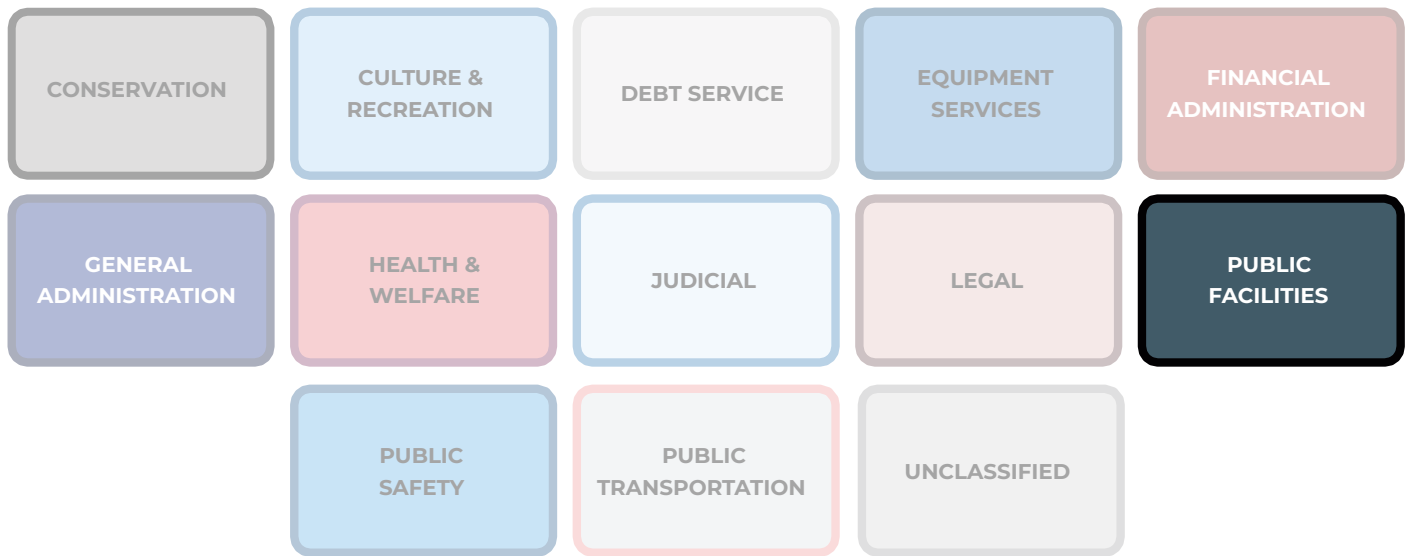 CONSERVATION
CULTURE &
RECREATION
DEBT SERVICE
EQUIPMENT
SERVICES
FINANCIAL
ADMINISTRATION
GENERAL
ADMINISTRATION
HEALTH &
WELFARE
JUDICIAL
LEGAL
PUBLIC
FACILITIES
PUBLIC
SAFETY
PUBLIC
TRANSPORTATION
UNCLASSIFIED